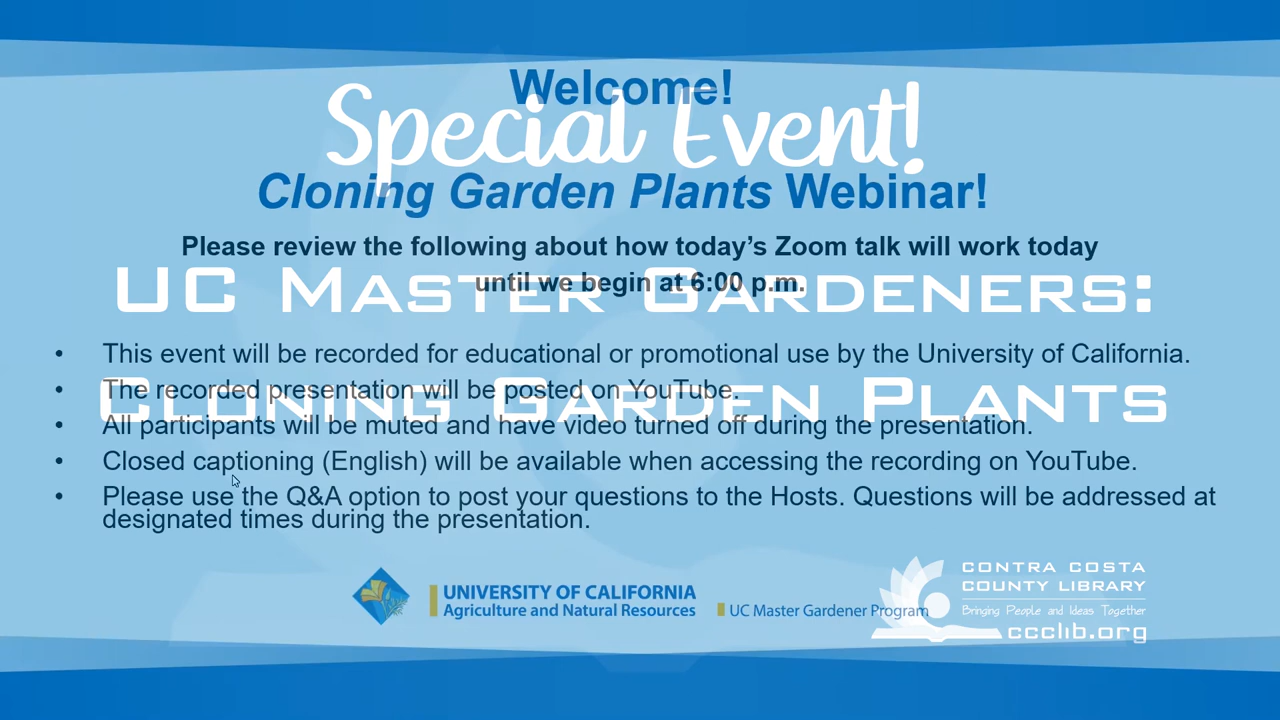 Welcome!
Special Event!
Cloning Garden Plants Webinar!
Please review the following about how today’s Zoom talk will work today
until we begin at 6:00 p.m.
UC Master Gardeners:
• This event will be recorded for educational or promotional use by the University of California.
• The recorded presentation will be posted on YouTube.
Cloning Garden Plants
• All participants will be muted and have video turned off during the presentation.
• Closed captioning (English) will be available when accessing the recording on YouTube.
• Please use the Q&A option to post your questions to the Hosts. Questions will be addressed at
designated times during the presentation.
UNIVERSITY OF CALIFORNIA
Agriculture and Natural Resources
UC Master Gardener Program
CONTRA COSTA
COUNTY LIBRARY
Bringing People and Ideas Together
ccclib.org